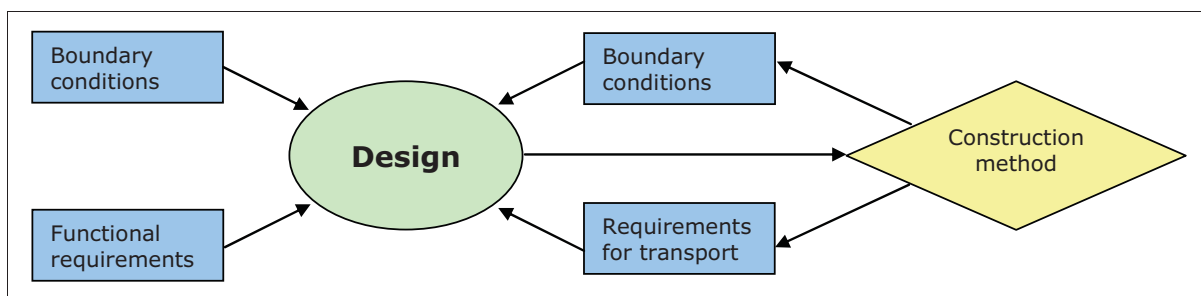 Boundary
conditions
Boundary
conditions
Design
Construction
method
Functional
requirements
Requirements
for transport